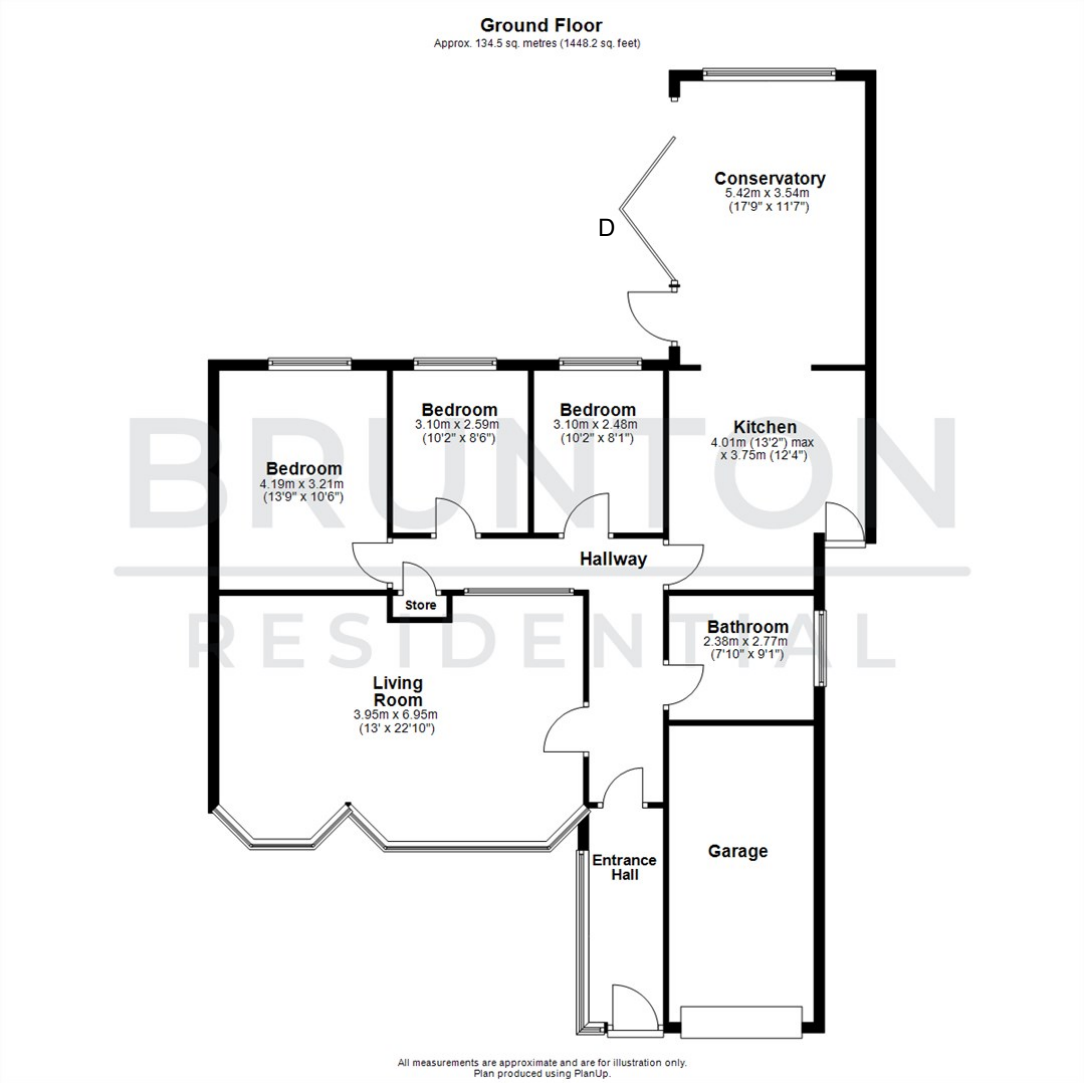 Ground Floor
Approx. 134.5 sq. metres (1448.2 sq. feet)
Conservatory
5.42m x 3.54m
(17'9" x 11'7")
D
Bedroom
3.10m x 2.59m
(10'2" x 8'6")
Bedroom
3.10m x 2.48m
(10'2" x 8'1")
Kitchen
4.01m (13'2") max
x 3.75m (12'4")
Bedroom
4.19m x 3.21m
(13'9" x 10'6")
BRUNTON
RESIDENTIAL
Hallway
Store
Bathroom
2.38m x 2.77m
(7'10" x 9'1")
Living
Room
3.95m x 6.95m
(13' x 22'10")
Entrance
Hall
Garage
All measurements are approximate and are for illustration only.
Plan produced using PlanUp.